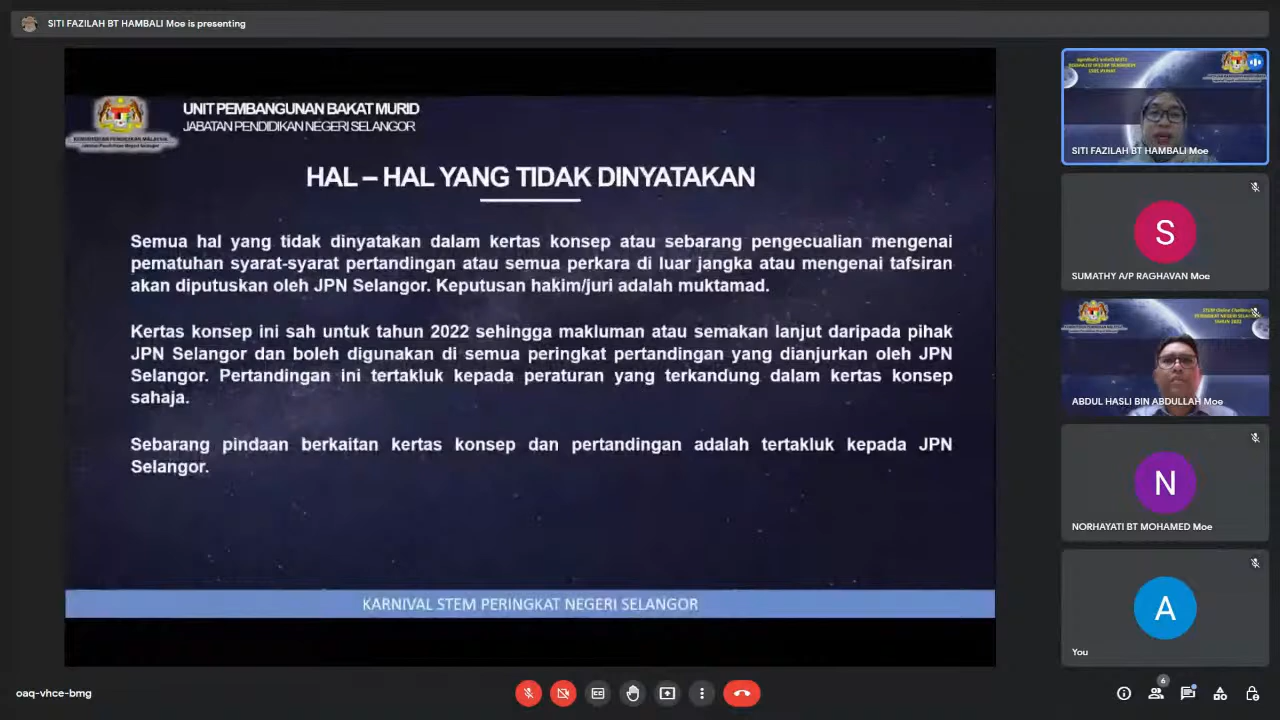 SITI FAZILAH BT HAMBALI Moe is presenting
KEMENTERIAN PENDIDIKAN MALAYSIA
Jabatan Pendidikan Negeri Selangor
UNIT PEMBANGUNAN BAKAT MURID
JABATAN PENDIDIKAN NEGERI SELANGOR
HAL – HAL YANG TIDAK DINYATAKAN
Semua hal yang tidak dinyatakan dalam kertas konsep atau sebarang pengecualian mengenai
pematuhan syarat-syarat pertandingan atau semua perkara di luar jangka atau mengenai tafsiran
akan diputuskan oleh JPN Selangor. Keputusan hakim/juri adalah muktamad.
Kertas konsep ini sah untuk tahun 2022 sehingga makluman atau semakan lanjut daripada pihak
JPN Selangor dan boleh digunakan di semua peringkat pertandingan yang dianjurkan oleh JPN
Selangor. Pertandingan ini tertakluk kepada peraturan yang terkandung dalam kertas konsep
sahaja.
Sebarang pindaan berkaitan kertas konsep dan pertandingan adalah tertakluk kepada JPN
Selangor.
KARNIVAL STEM PERINGKAT NEGERI SELANGOR
SITI FAZILAH BT HAMBALI Moe
S
SUMATHY A/P RAGHAVAN Moe
ABDUL HASLI BIN ABDULLAH Moe
N
NORHAYATI BT MOHAMED Moe
A
You
oaq-vhce-bmg
6